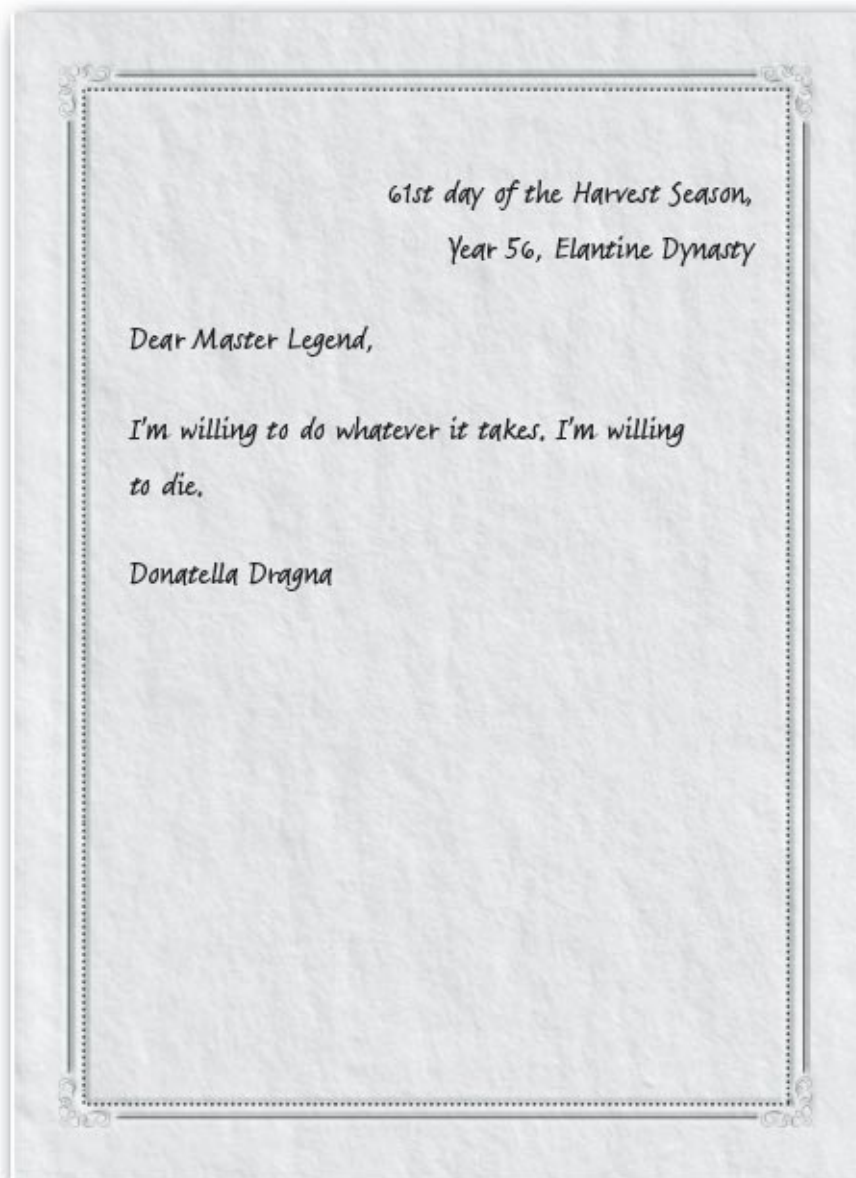 61st day of the Harvest Season,
Year 56, Elantine Dynasty
Dear Master Legend,
I'm willing to do whatever it takes. I'm willing
to die.
Donatella Dragna